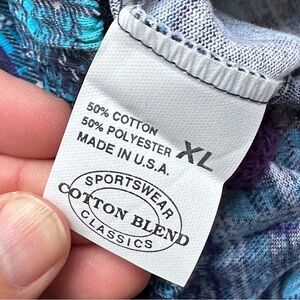 50% COTTON
50% POLYESTER
MADE IN U.S.A.
XL
SPORTSWEAR
COTTON BLEND
CLASSICS